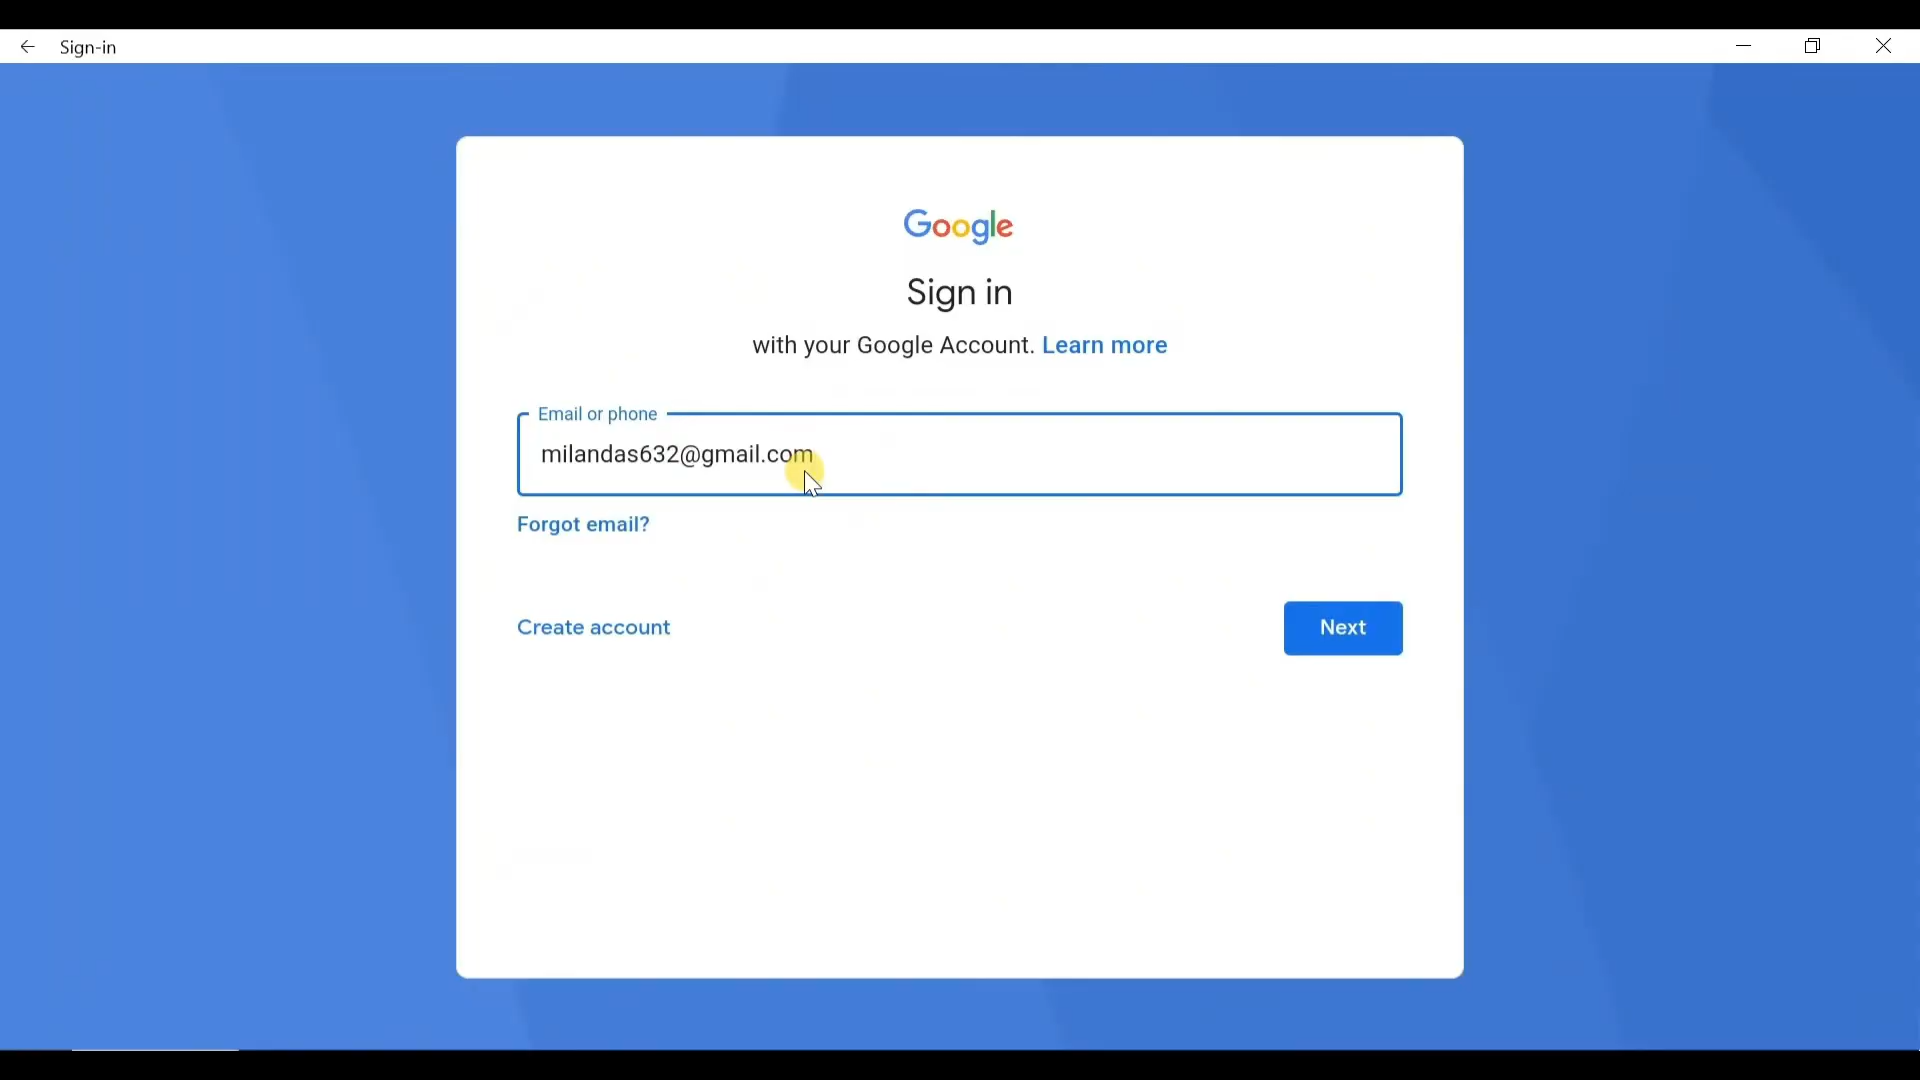 Sign-in
Google
Sign in
with your Google Account. Learn more
Email or phone
milandas632@gmail.com
Forgot email?
Create account
Next